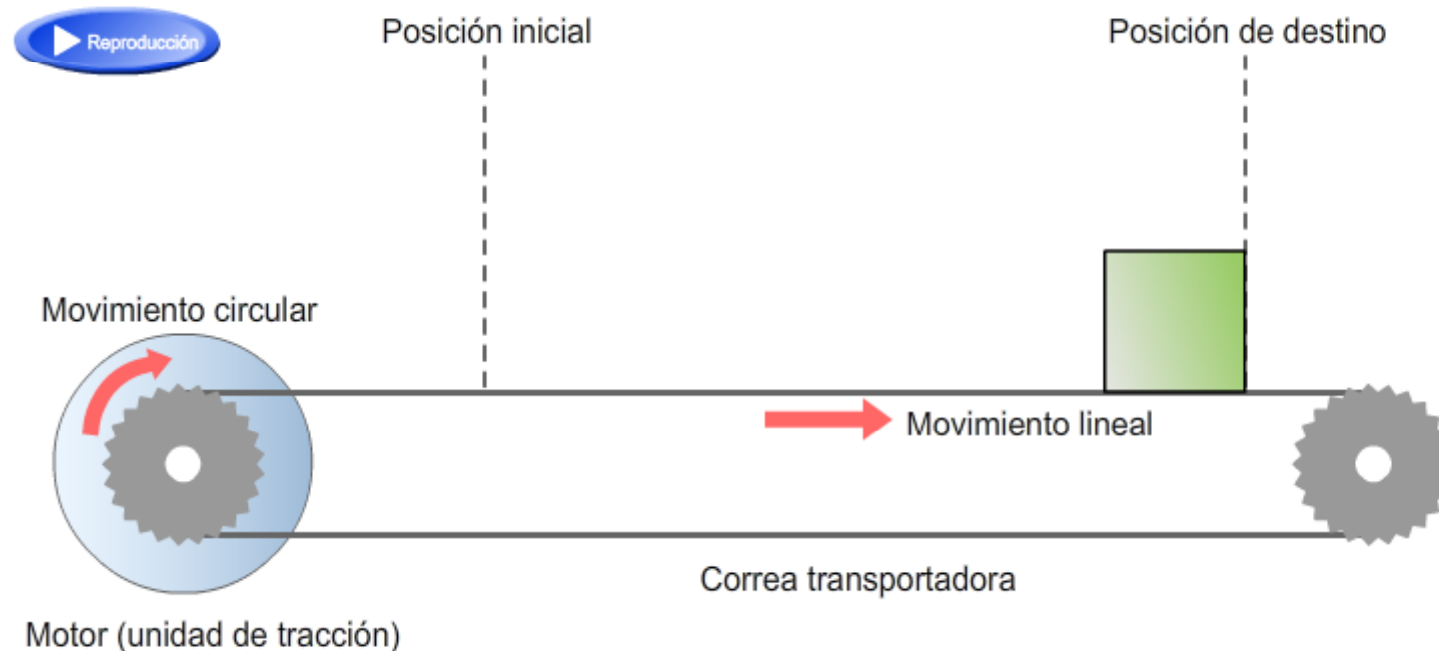 Reproducción
Posición inicial
Posición de destino
Movimiento circular
Movimiento lineal
Correa transportadora
Motor (unidad de tracción)